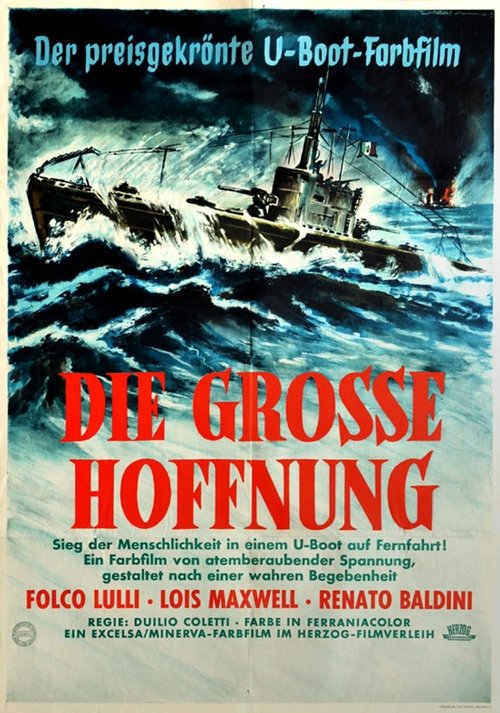 Der preisgekrönte U-Boot-Farbfilm
DIE GROSSE
HOFFNUNG
Sieg der Menschlichkeit in einem U-Boot auf Fernfahrt!
Ein Farbfilm von atemberaubender Spannung,
gestaltet nach einer wahren Begebenheit
FOLCO LULLI · LOIS MAXWELL · RENATO BALDINI
REGIE: DUILIO COLETTI · FARBE IN FERRANIACOLOR
EIN EXCELSA/MINERVA-FARBFILM IM HERZOG-FILMVERLEIH
HERZOG